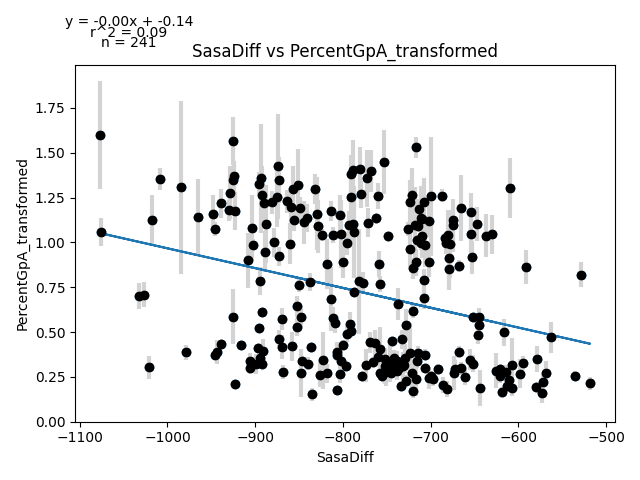 y = -0.00x + -0.14
r^2 = 0.09
n = 241
SasaDiff vs PercentGpA_transformed
PercentGpA_transformed
1.75
1.50
1.25
1.00
0.75
0.50
0.25
0.00
−1100 −1000 −900 −800 −700 −600 −500
SasaDiff